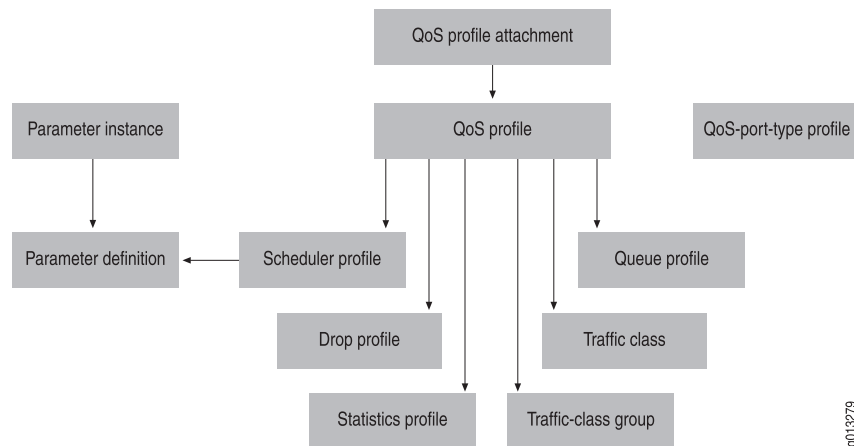 QoS profile attachment
Parameter instance
QoS profile
QoS-port-type profile
Parameter definition
Scheduler profile
Queue profile
Drop profile
Traffic class
Statistics profile
Traffic-class group
g013279